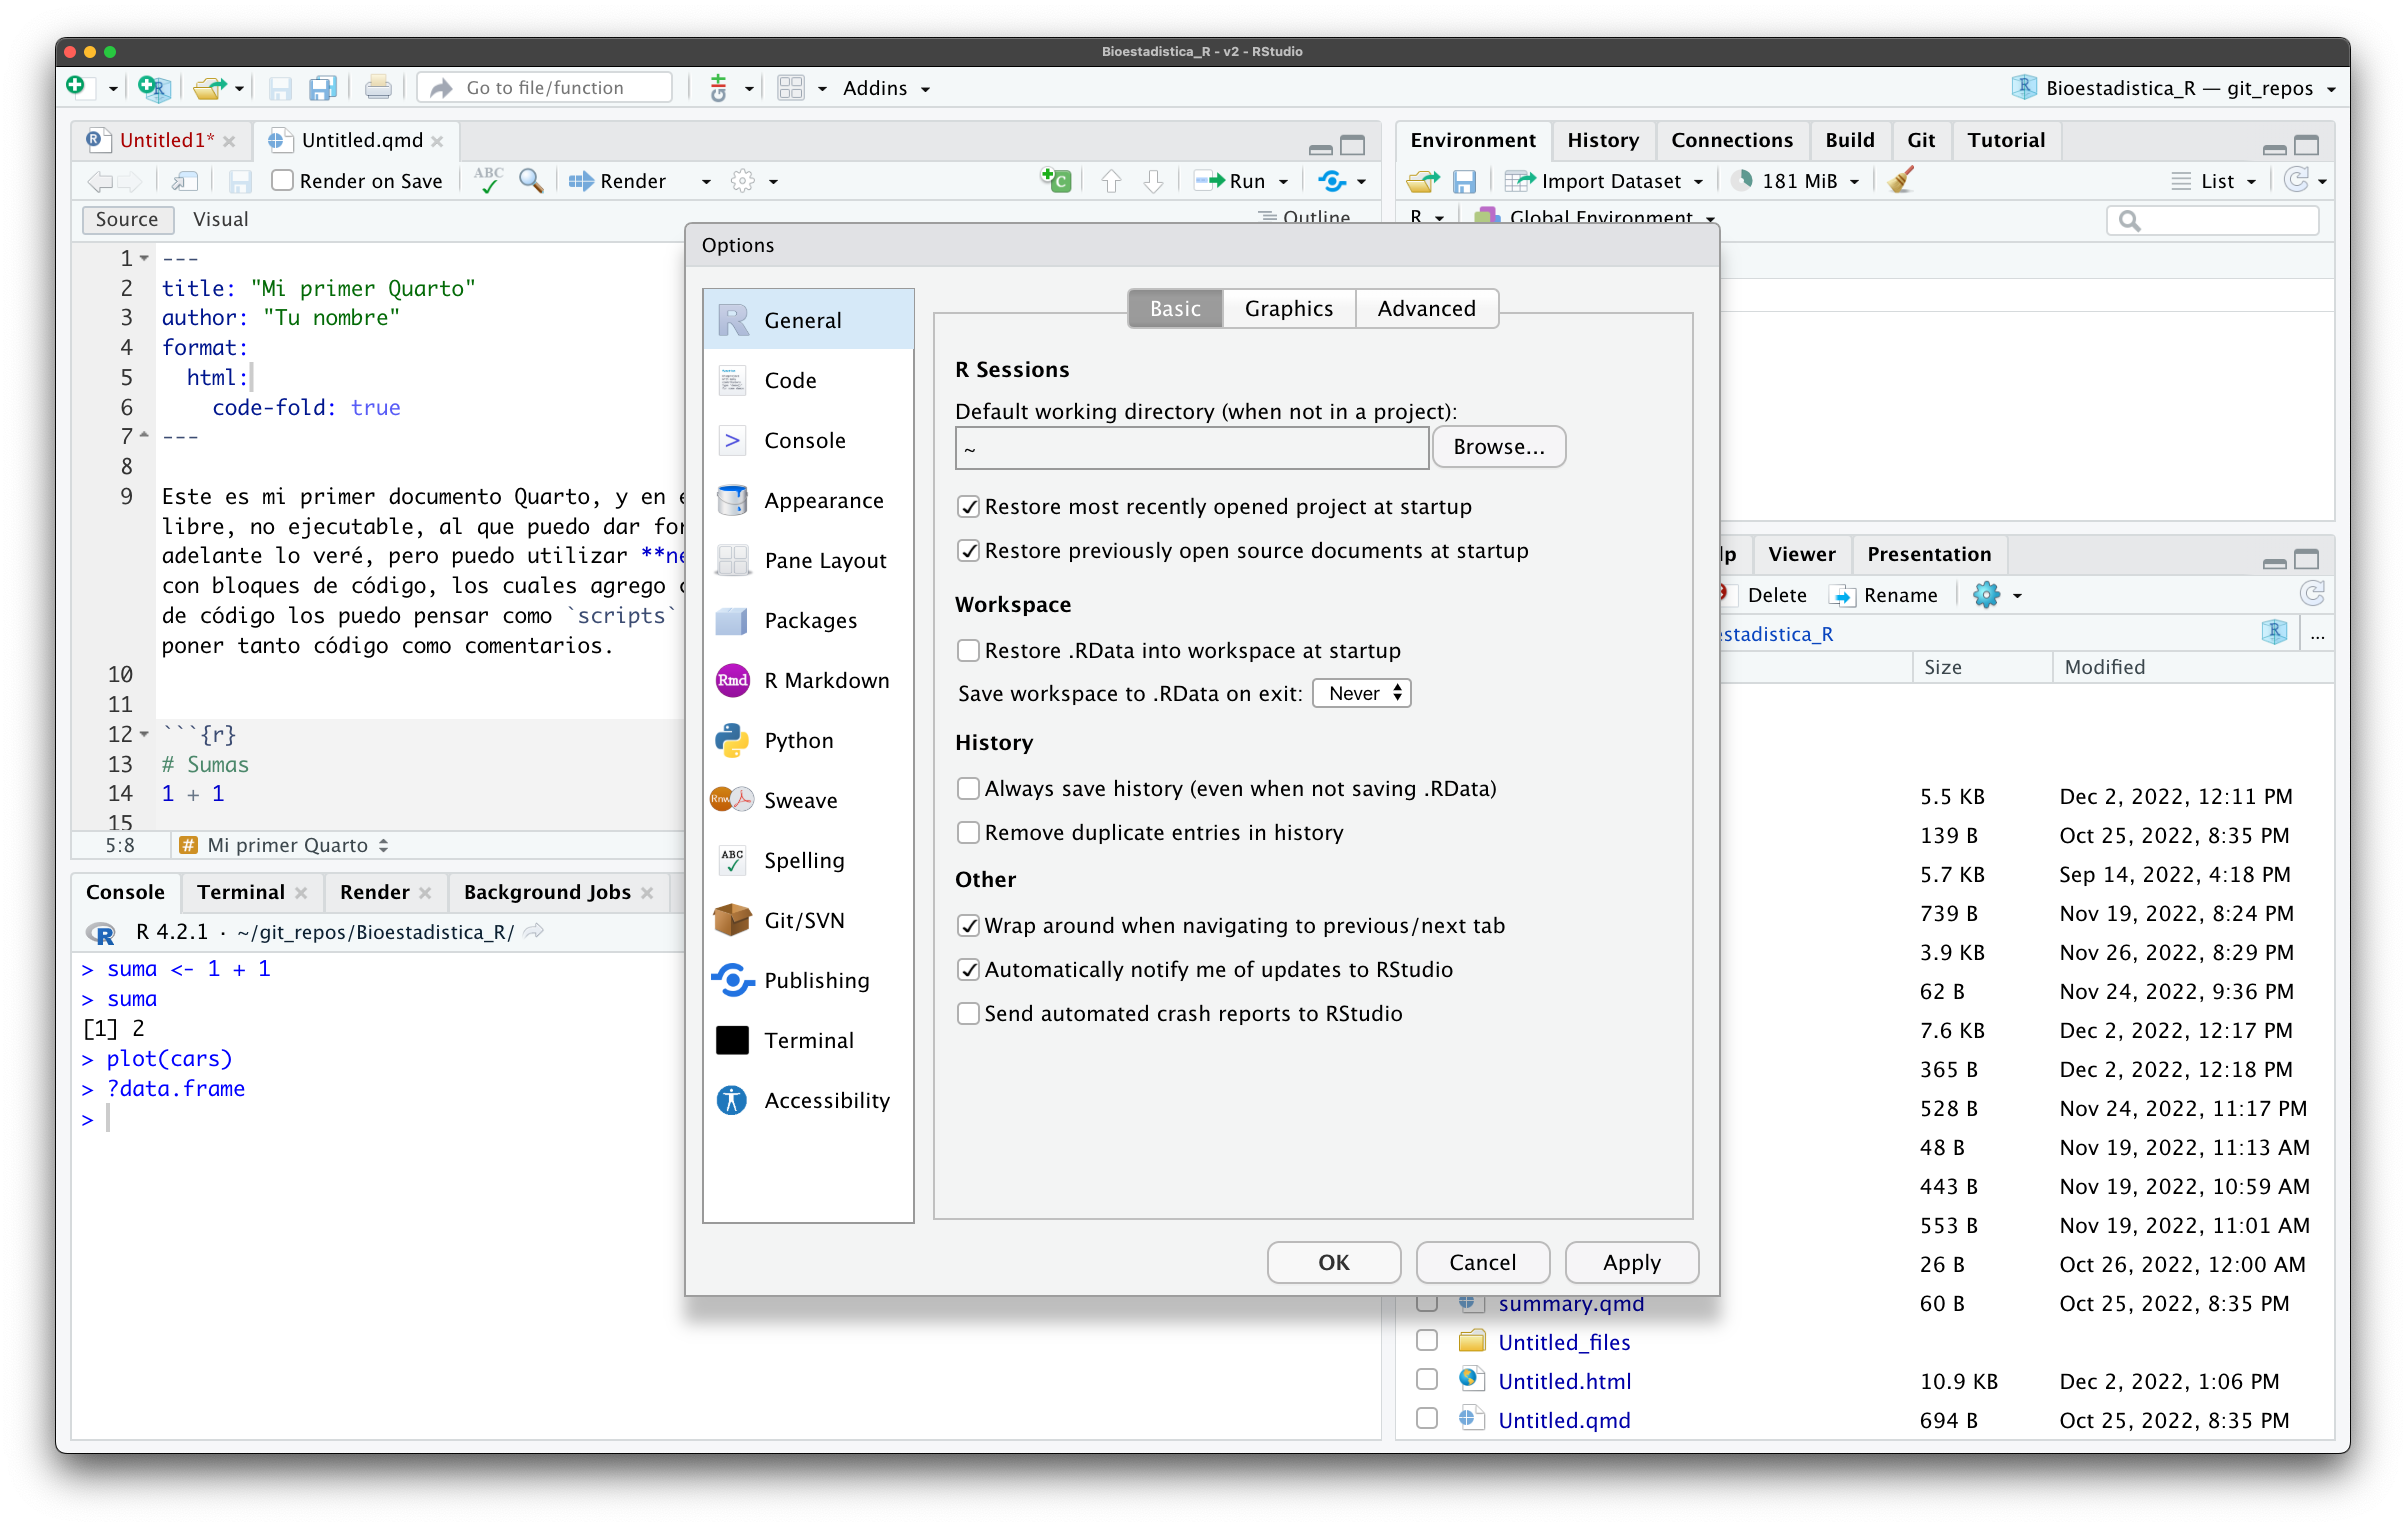 Bioestadistica_R - v2 - RStudio
Go to file/function
Git
Addins
Bioestadistica_R — git_repos
Untitled1*
Untitled.qmd
Render on Save
ABC
Render
Run
Source
Visual
Outline
1 ---
2 title: "Mi primer Quarto"
3 author: "Tu nombre"
4 format:
5 html:
6 code-fold: true
7 ---
8
9 Este es mi primer documento Quarto, y en
libre, no ejecutable, al que puedo dar
adelante lo veré, pero puedo utilizar
con bloques de código, los cuales agrego
de código los puedo pensar como `scripts`
poner tanto código como comentarios.
10
11
12 ```{r}
13 # Sumas
14 1 + 1
15
5:8
# Mi primer Quarto
Console
Terminal
Render
Background Jobs
R 4.2.1 · ~/git_repos/Bioestadistica_R/
> suma <- 1 + 1
> suma
[1] 2
> plot(cars)
> ?data.frame
>
Options
General
Code
Console
Appearance
Pane Layout
Packages
Rmd R Markdown
Python
Rnw Sweave
ABC Spelling
Git/SVN
Publishing
Terminal
Accessibility
Basic
Graphics
Advanced
R Sessions
Default working directory (when not in a project):
~
Browse...
Restore most recently opened project at startup
Restore previously open source documents at startup
Workspace
Restore .RData into workspace at startup
Save workspace to .RData on exit: Never
History
Always save history (even when not saving .RData)
Remove duplicate entries in history
Other
Wrap around when navigating to previous/next tab
Automatically notify me of updates to RStudio
Send automated crash reports to RStudio
OK
Cancel
Apply
Environment
History
Connections
Build
Git
Tutorial
Import Dataset
181 MiB
List
R
Global Environment
Viewer
Presentation
Delete
Rename
...
Size
Modified
5.5 KB Dec 2, 2022, 12:11 PM
139 B Oct 25, 2022, 8:35 PM
5.7 KB Sep 14, 2022, 4:18 PM
739 B Nov 19, 2022, 8:24 PM
3.9 KB Nov 26, 2022, 8:29 PM
62 B Nov 24, 2022, 9:36 PM
7.6 KB Dec 2, 2022, 12:17 PM
365 B Dec 2, 2022, 12:18 PM
528 B Nov 24, 2022, 11:17 PM
48 B Nov 19, 2022, 11:13 AM
443 B Nov 19, 2022, 10:59 AM
553 B Nov 19, 2022, 11:01 AM
26 B Oct 26, 2022, 12:00 AM
summary.qmd 60 B Oct 25, 2022, 8:35 PM
Untitled_files
Untitled.html 10.9 KB Dec 2, 2022, 1:06 PM
Untitled.qmd 694 B Oct 25, 2022, 8:35 PM